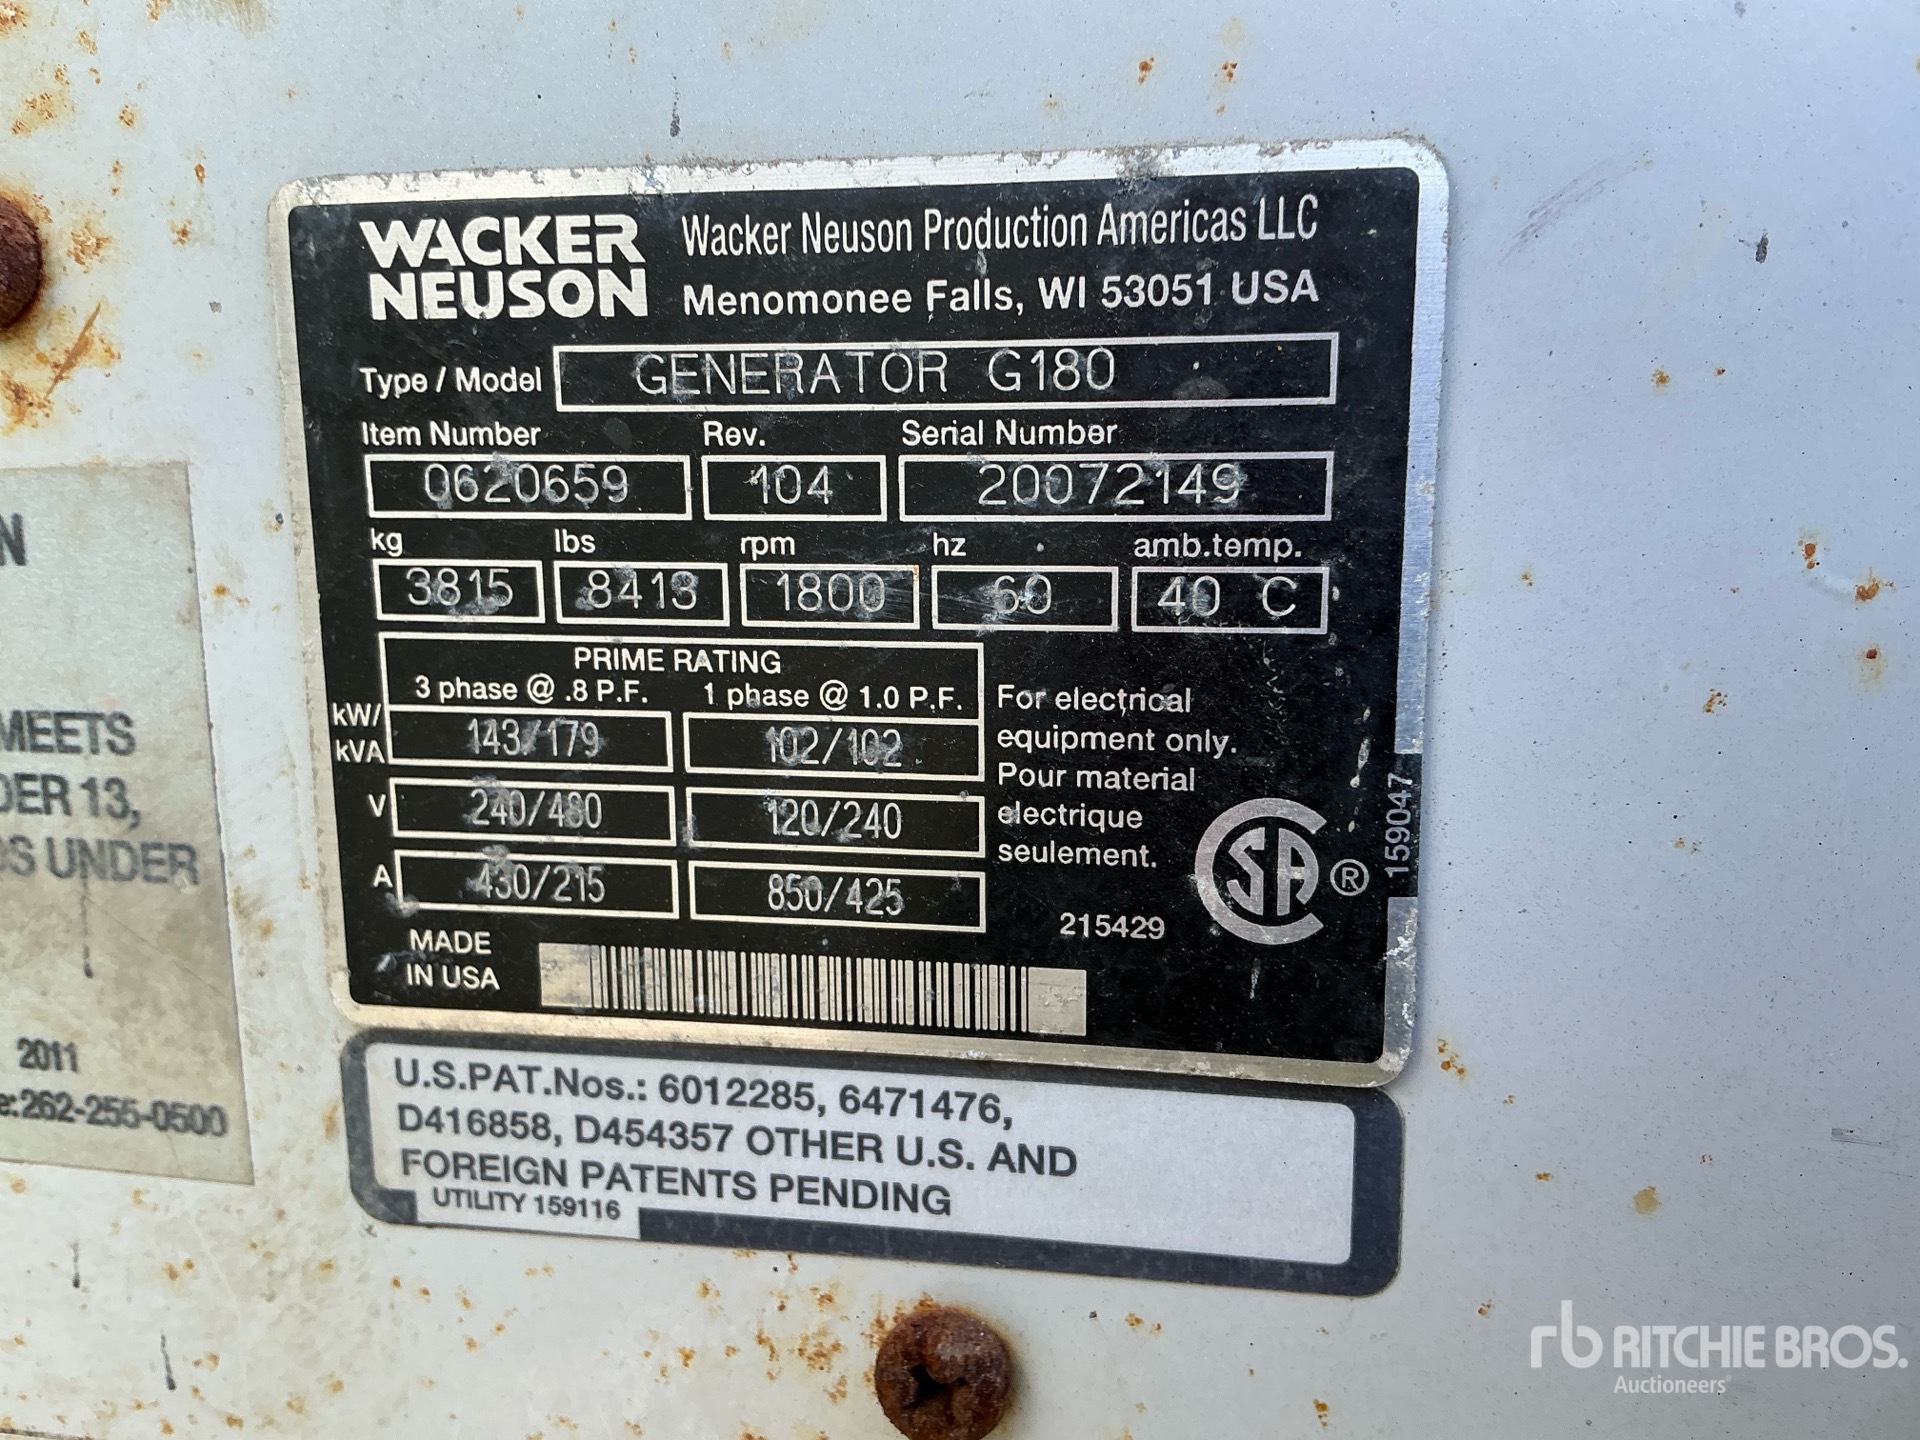 WACKER
NEUSON
Wacker Neuson Production Americas LLC
Menomonee Falls, WI 53051 USA
Type / Model GENERATOR G180
Item Number Rev. Serial Number
0620659 104 20072149
kg lbs rpm hz amb.temp.
3815 8413 1800 60 40 C
PRIME RATING
3 phase @ .8 P.F. 1 phase @ 1.0 P.F.
kW/
kVA 143/179 102/102
V 240/480 120/240
A 430/215 850/425
For electrical
equipment only.
Pour material
electrique
seulement.
215429
SA ®
159047
MADE
IN USA
U.S.PAT.Nos.: 6012285, 6471476,
D416858, D454357 OTHER U.S. AND
FOREIGN PATENTS PENDING
UTILITY 159116
N
MEETS
DER 13,
DS UNDER
2011
e:262-255-0500
rb RITCHIE BROS.
Auctioneers